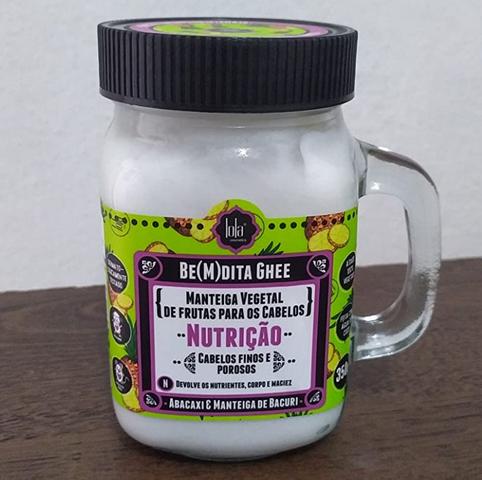 lola
cosmetics
BE(M)DITA GHEE
MANTEIGA VEGETAL
DE FRUTAS PARA OS CABELOS
NUTRIÇÃO
CABELOS FINOS E
POROSOS
N DEVOLVE OS NUTRIENTES, CORPO E MACIEZ
ABACAXI & MANTEIGA DE BACURI